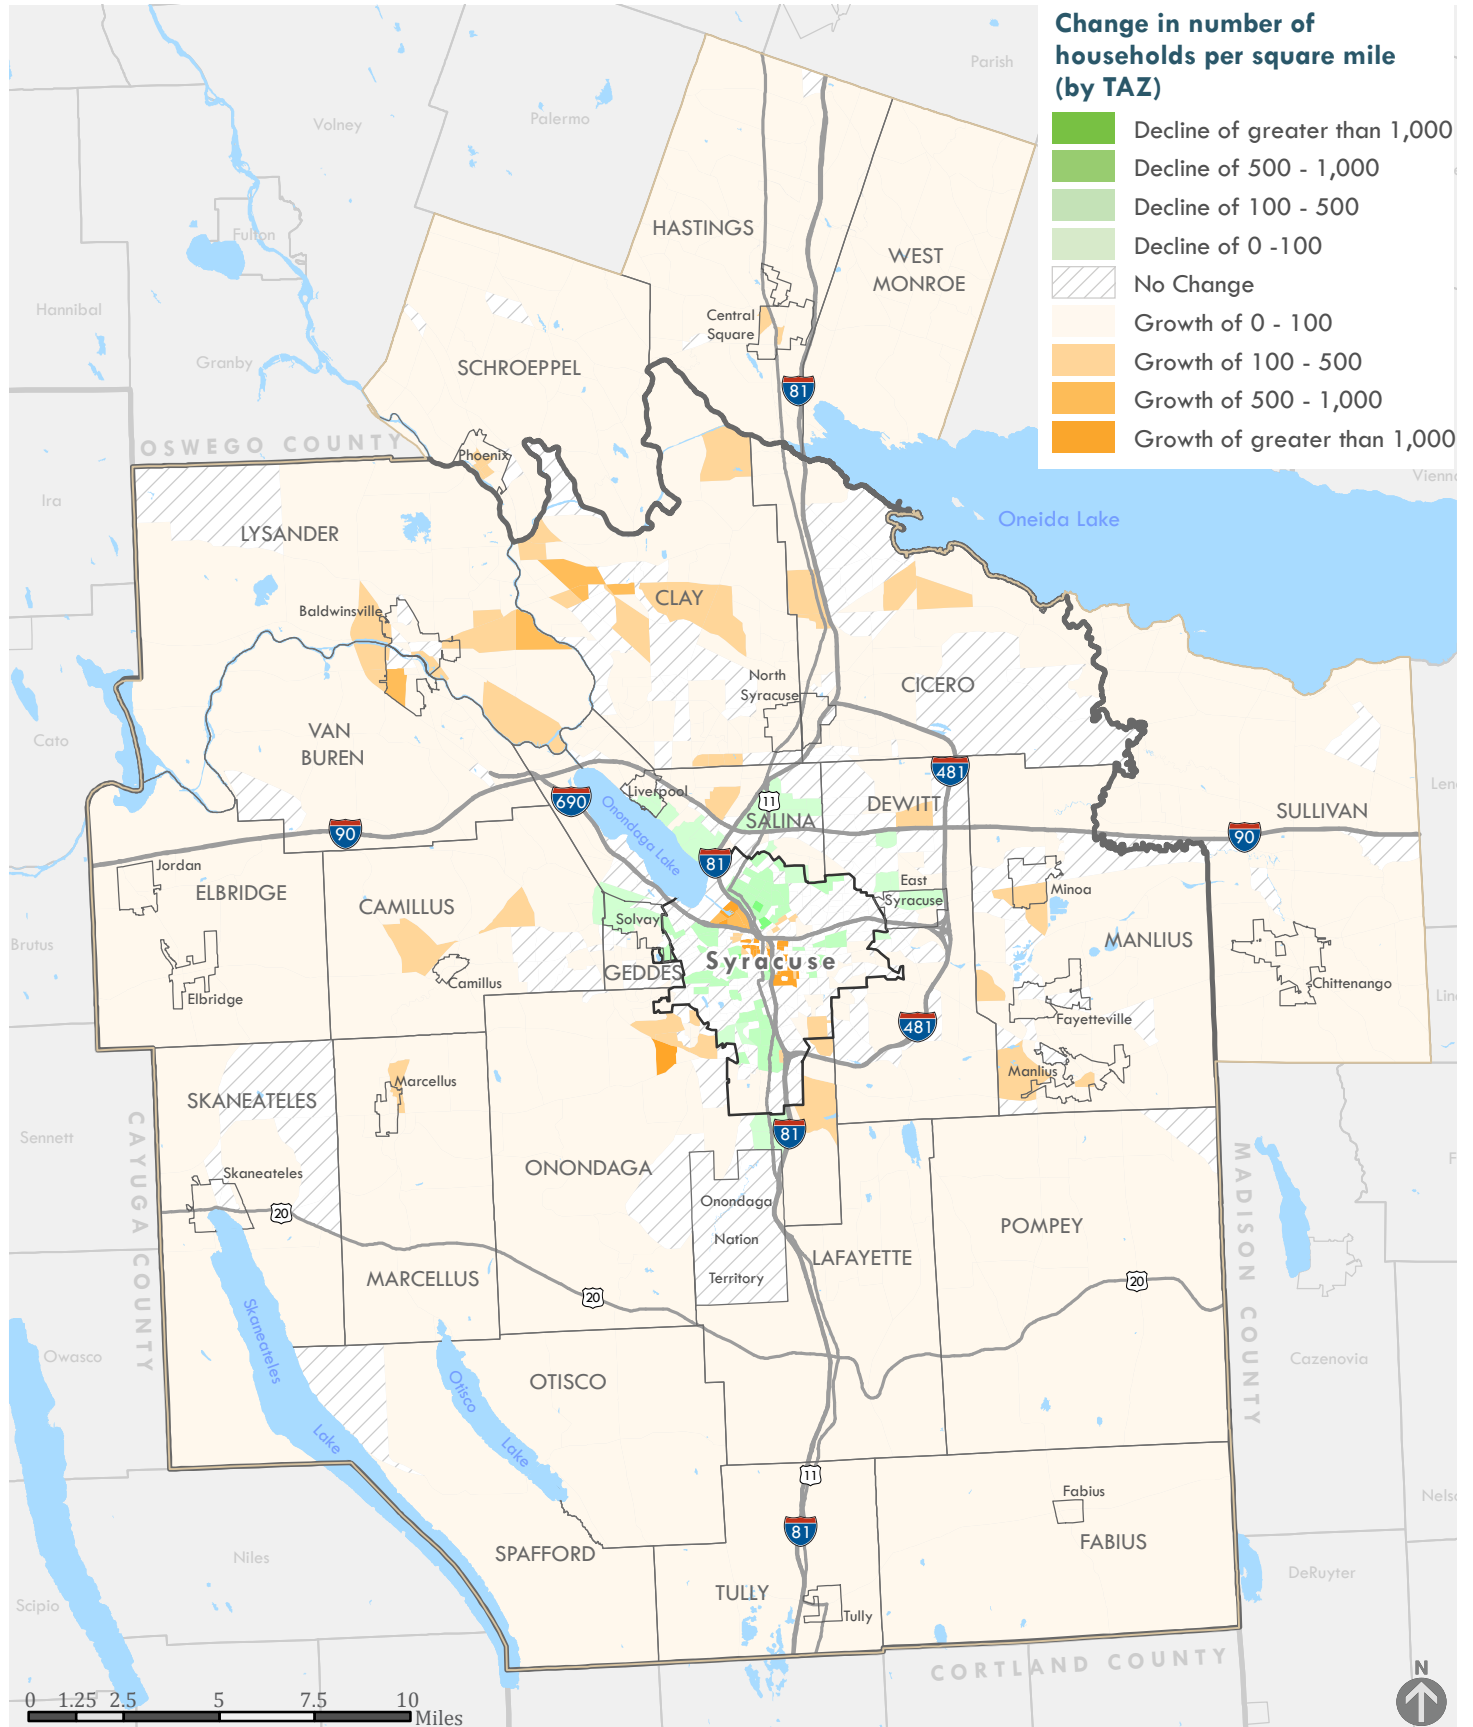 Change in number of
households per square mile
(by TAZ)
Decline of greater than 1,000
Decline of 500 - 1,000
Decline of 100 - 500
Decline of 0 -100
No Change
Growth of 0 - 100
Growth of 100 - 500
Growth of 500 - 1,000
Growth of greater than 1,000
Parish
Volney
Palermo
Fulton
HASTINGS
WEST
MONROE
Hannibal
Central
Square
Granby
SCHROEPPEL
81
OSWEGO COUNTY
Phoenix
Ira
Oneida Lake
LYSANDER
CLAY
Baldwinsville
North
Syracuse
CICERO
VAN
BUREN
Cato
481
690
Liverpool
11
DEWITT
Onondaga Lake
SALINA
SULLIVAN
90
90
81
Jordan
ELBRIDGE
East
Syracuse
Minoa
CAMILLUS
Solvay
Brutus
MANLIUS
Syracuse
GEDDES
Camillus
Chittenango
Elbridge
Fayetteville
481
Manlius
Marcellus
SKANEATELES
Sennett
CAYUGA COUNTY
81
MADISON COUNTY
ONONDAGA
Skaneateles
Onondaga
Nation
Territory
20
POMPEY
LAFAYETTE
MARCELLUS
20
20
Skaneateles
Lake
Owasco
Cazenovia
OTISCO
Otisco
Lake
11
Fabius
81
FABIUS
SPAFFORD
Niles
DeRuyter
TULLY
Tully
Scipio
CORTLAND COUNTY
N
0 1.25 2.5 5 7.5 10
Miles